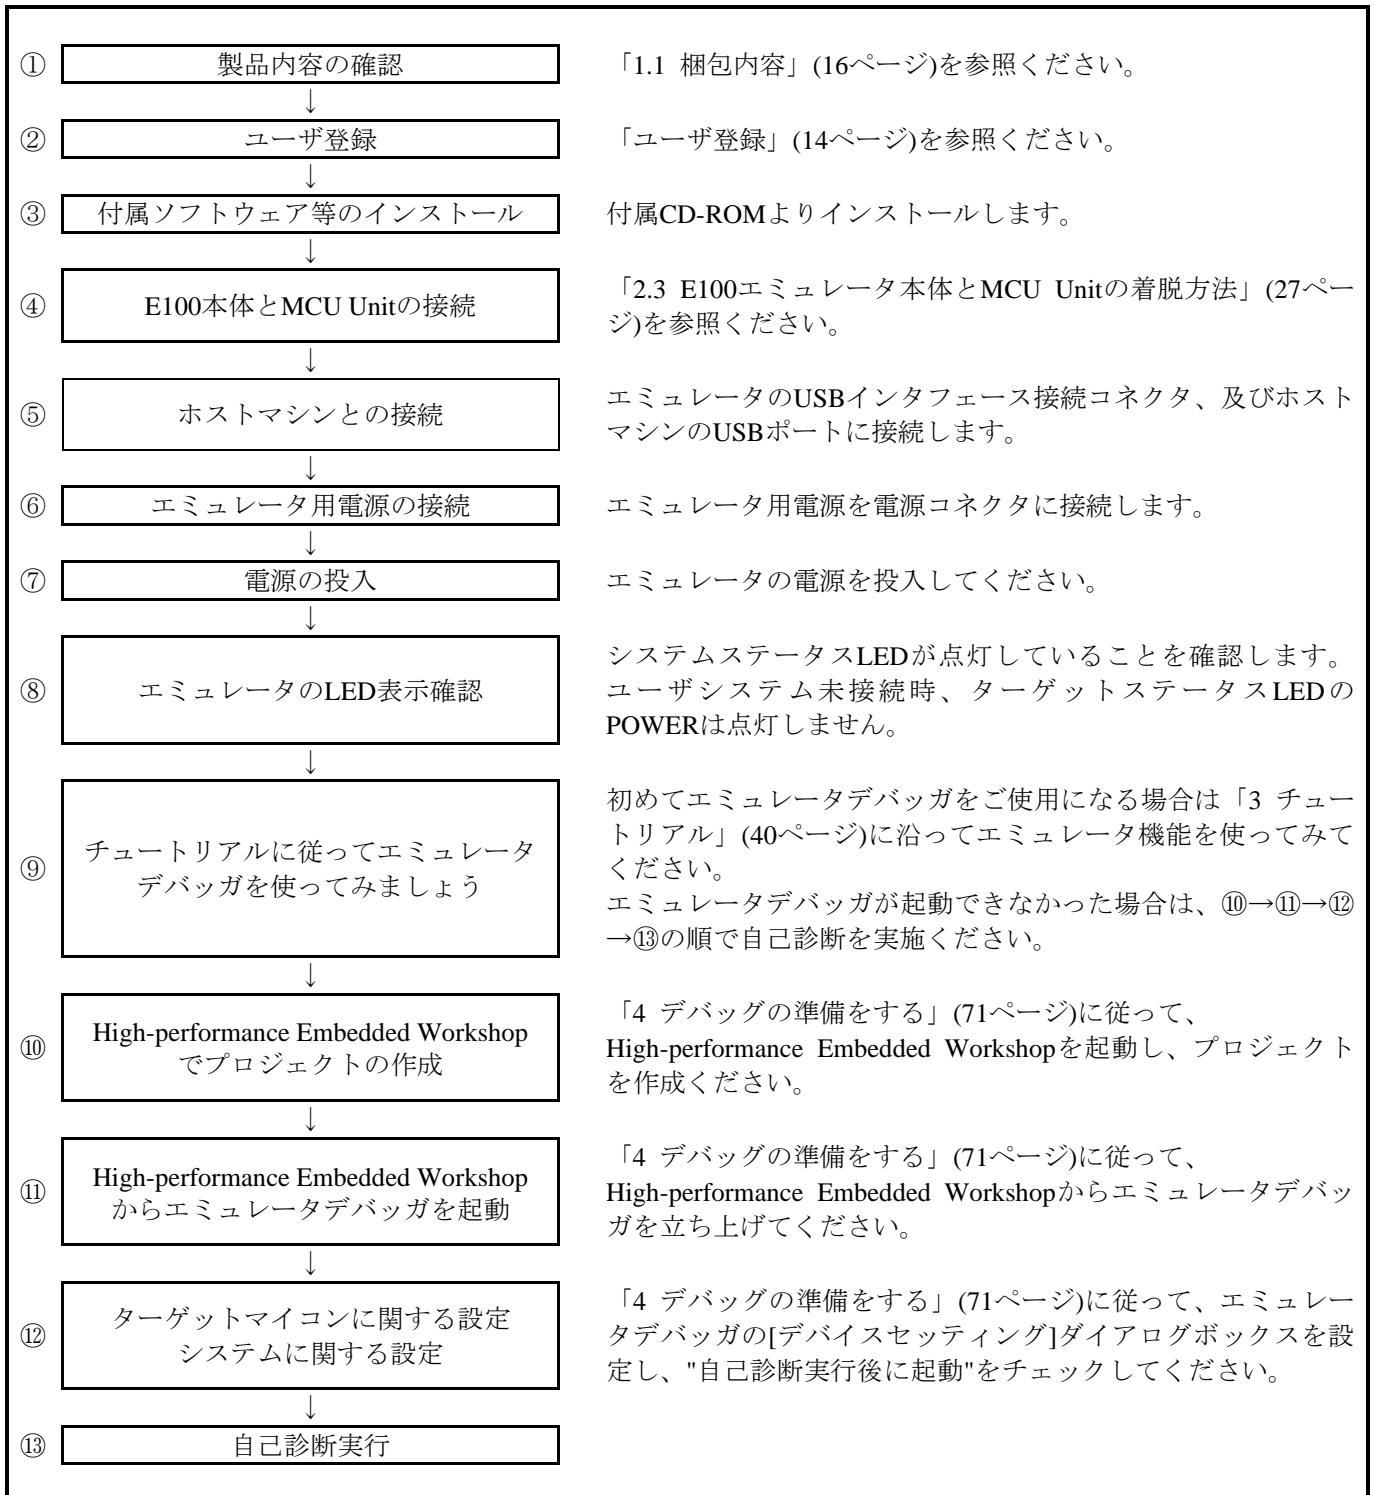 ① 製品内容の確認 「1.1 梱包内容」(16ページ)を参照ください。
↓
② ユーザ登録 「ユーザ登録」(14ページ)を参照ください。
↓
③ 付属ソフトウェア等のインストール 付属CD-ROMよりインストールします。
↓
④ E100本体とMCU Unitの接続
「2.3 E100エミュレータ本体とMCU Unitの着脱方法」(27ペー
ジ)を参照ください。
↓
⑤ ホストマシンとの接続
エミュレータのUSBインタフェース接続コネクタ、及びホスト
マシンのUSBポートに接続します。
↓
⑥ エミュレータ用電源の接続 エミュレータ用電源を電源コネクタに接続します。
↓
⑦ 電源の投入 エミュレータの電源を投入してください。
↓
⑧ エミュレータのLED表示確認
システムステータスLEDが点灯していることを確認します。
ユーザシステム未接続時、ターゲットステータスLEDの
POWERは点灯しません。
↓
⑨ チュートリアルに従ってエミュレータ
デバッガを使ってみましょう
初めてエミュレータデバッガをご使用になる場合は「3 チュー
トリアル」(40ページ)に沿ってエミュレータ機能を使ってみて
ください。
エミュレータデバッガが起動できなかった場合は、⑩→⑪→⑫
→⑬の順で自己診断を実施ください。
↓
⑩ High-performance Embedded Workshop
でプロジェクトの作成
「4 デバッグの準備をする」(71ページ)に従って、
High-performance Embedded Workshopを起動し、プロジェクト
を作成ください。
↓
⑪ High-performance Embedded Workshop
からエミュレータデバッガを起動
「4 デバッグの準備をする」(71ページ)に従って、
High-performance Embedded Workshopからエミュレータデバッ
ガを立ち上げてください。
↓
⑫ ターゲットマイコンに関する設定
システムに関する設定
「4 デバッグの準備をする」(71ページ)に従って、エミュレー
タデバッガの[デバイスセッティング]ダイアログボックスを設
定し、"自己診断実行後に起動"をチェックしてください。
↓
⑬ 自己診断実行